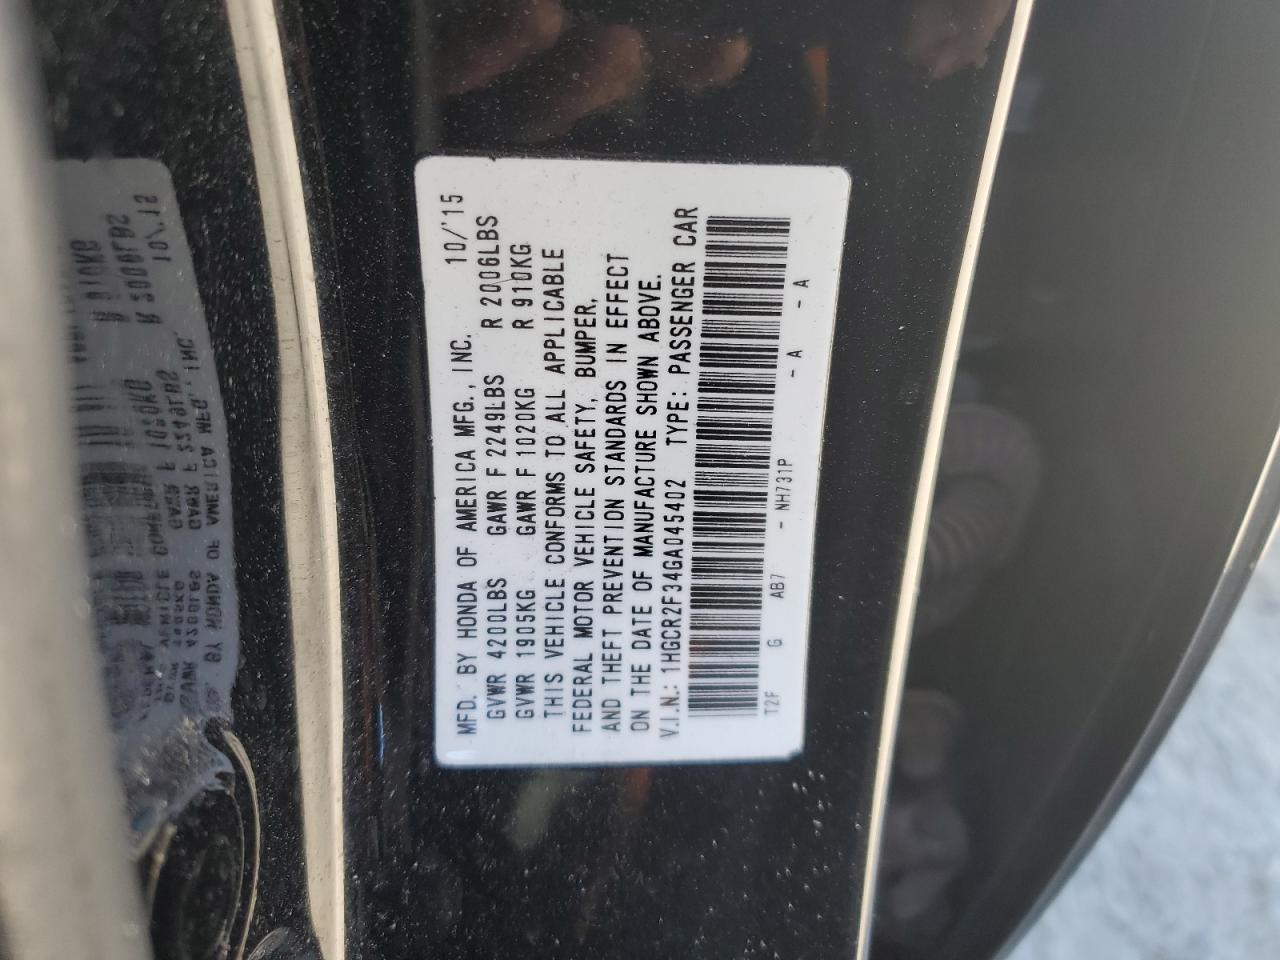 MFD. BY HONDA OF AMERICA MFG., INC. 10/'15
GVWR 4200LBS GAWR F 2249LBS R 2006LBS
GVWR 1905KG GAWR F 1020KG R 910KG
THIS VEHICLE CONFORMS TO ALL APPLICABLE
FEDERAL MOTOR VEHICLE SAFETY, BUMPER,
AND THEFT PREVENTION STANDARDS IN EFFECT
ON THE DATE OF MANUFACTURE SHOWN ABOVE.
V.I.N.: 1HGCR2F34GA045402 TYPE: PASSENGER CAR
T2F G AB7 - NH731P - A - A